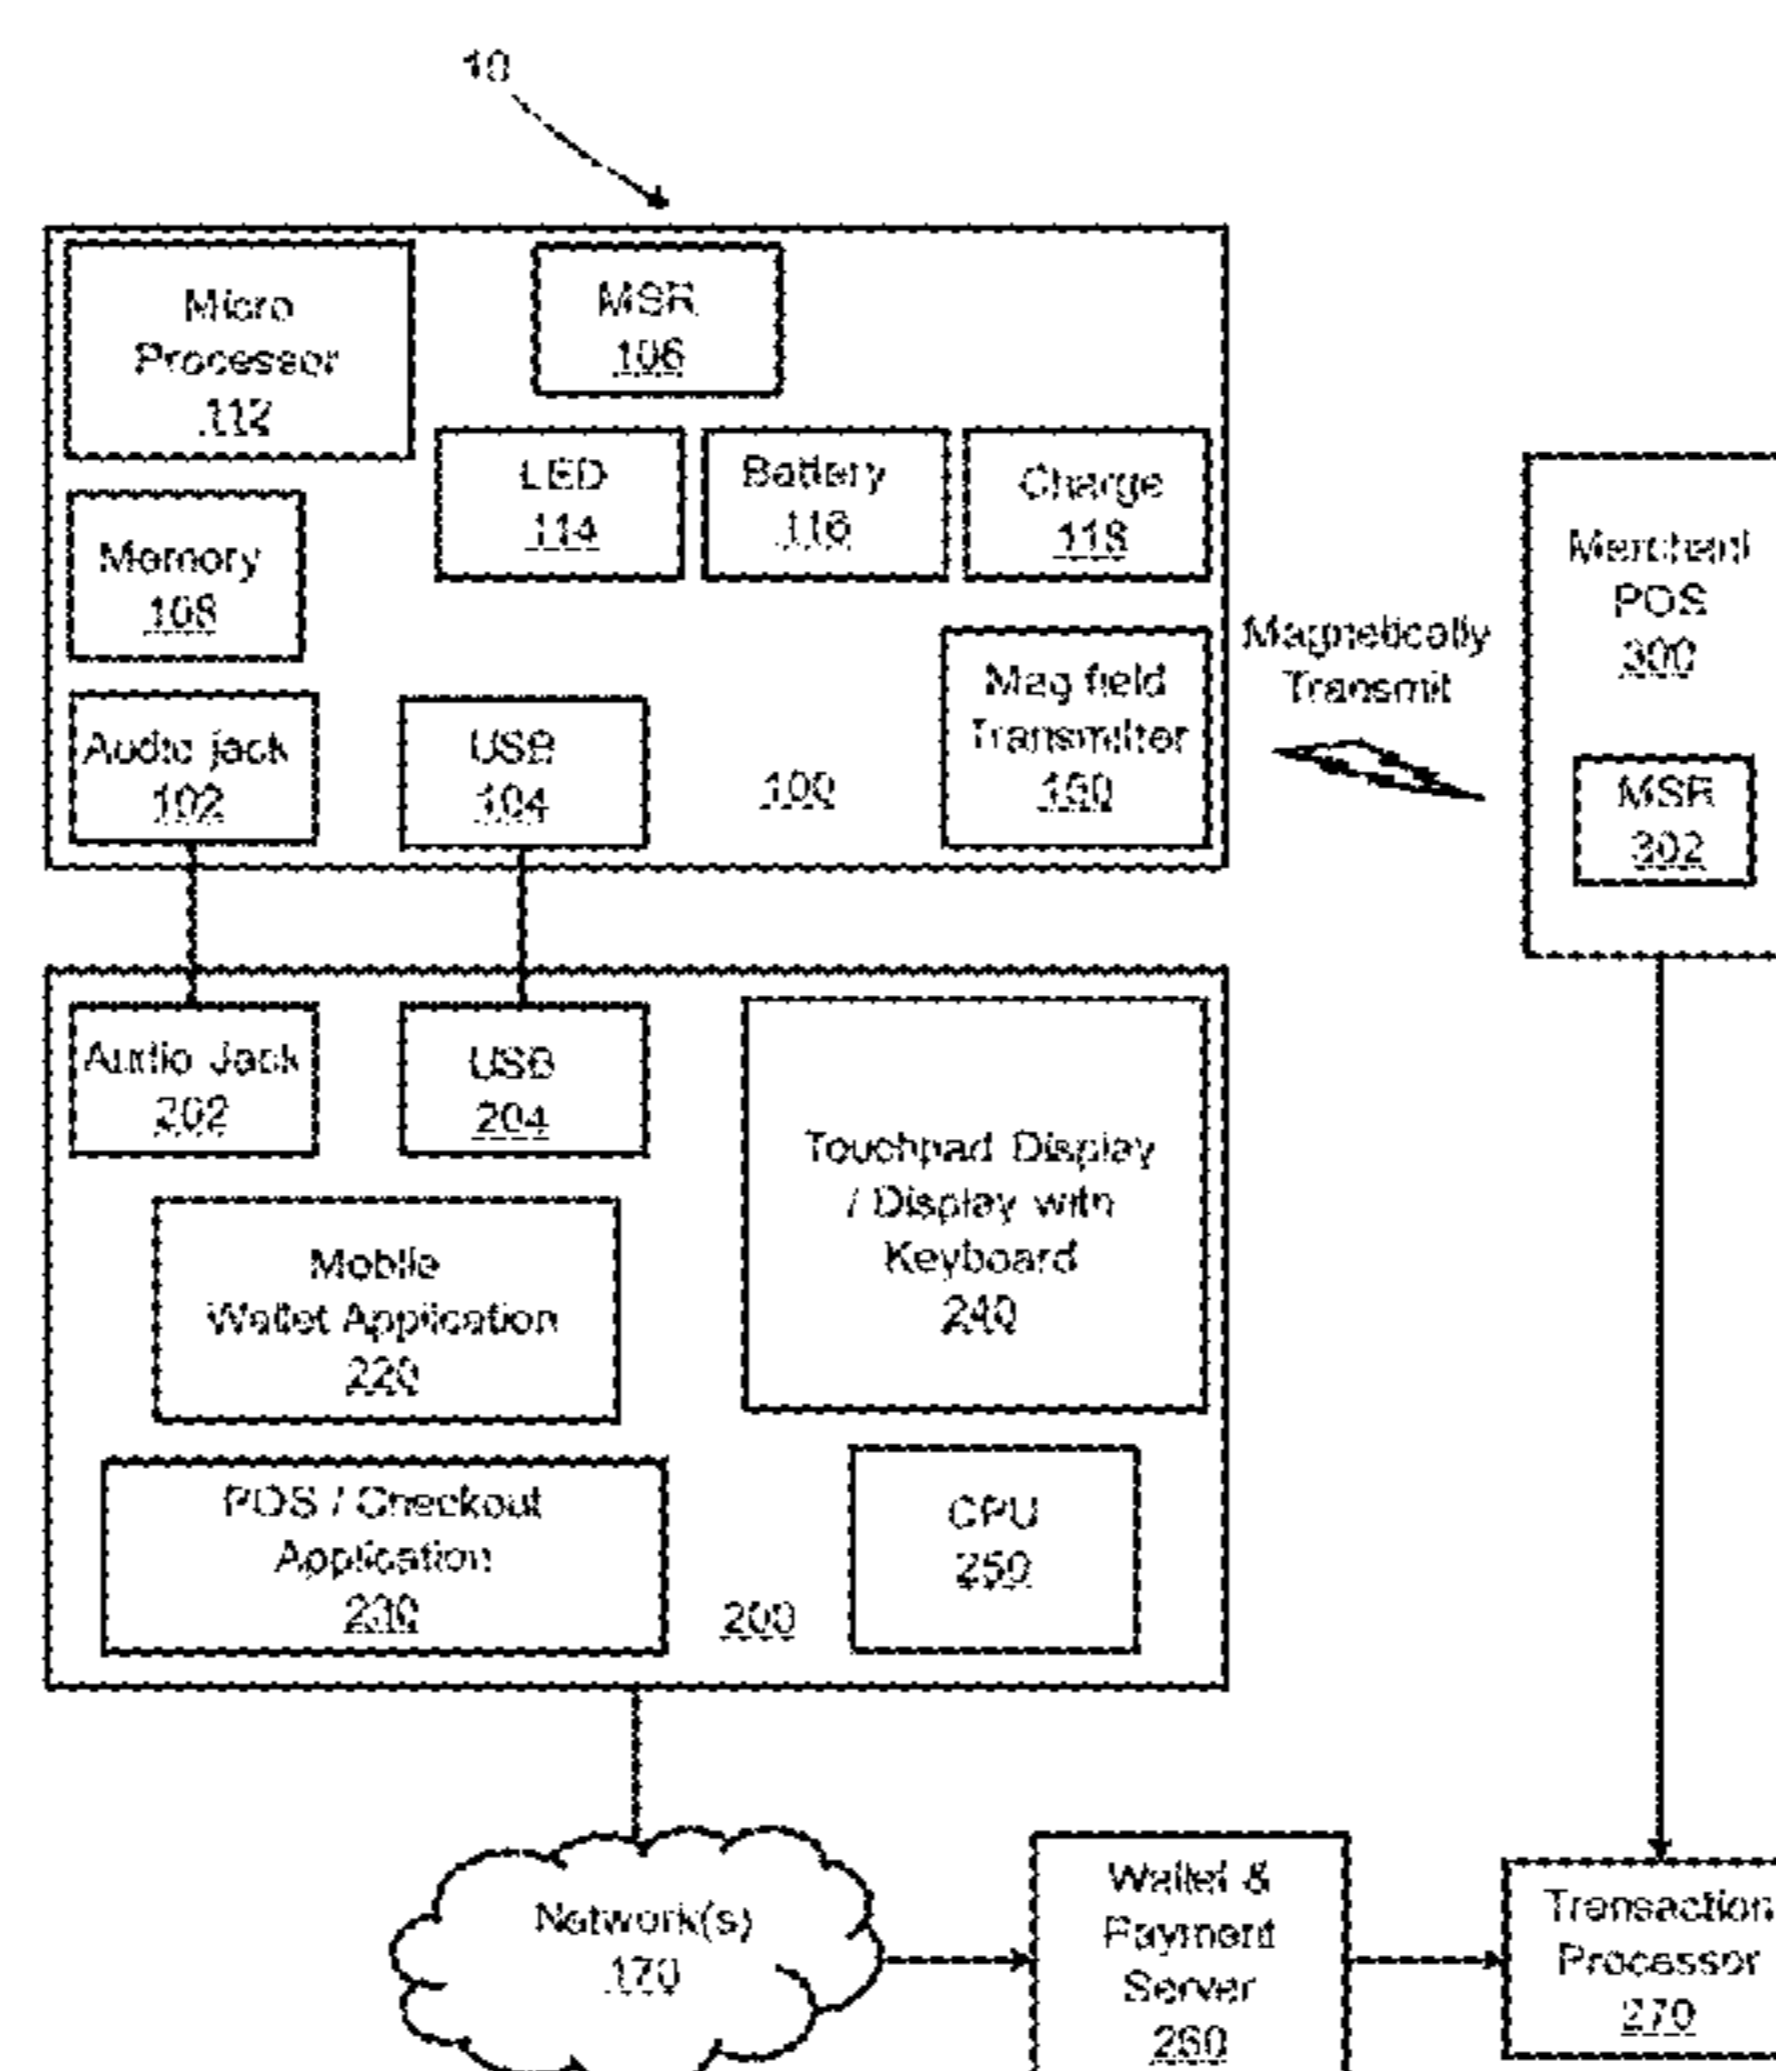 10
Micro
Processor
112
MSR
106
LED
114
Battery
116
Charge
118
Memory
108
Audio jack
102
USB
104
100
Mag field
Transmitter
150
Magnetically
Transmit
Merchant
POS
300
MSR
302
Audio Jack
202
USB
204
Touchpad Display
/ Display with
Keyboard
240
Mobile
Wallet Application
220
POS / Checkout
Application
230
200
CPU
250
Network(s)
170
Wallet &
Payment
Server
260
Transaction
Processor
270